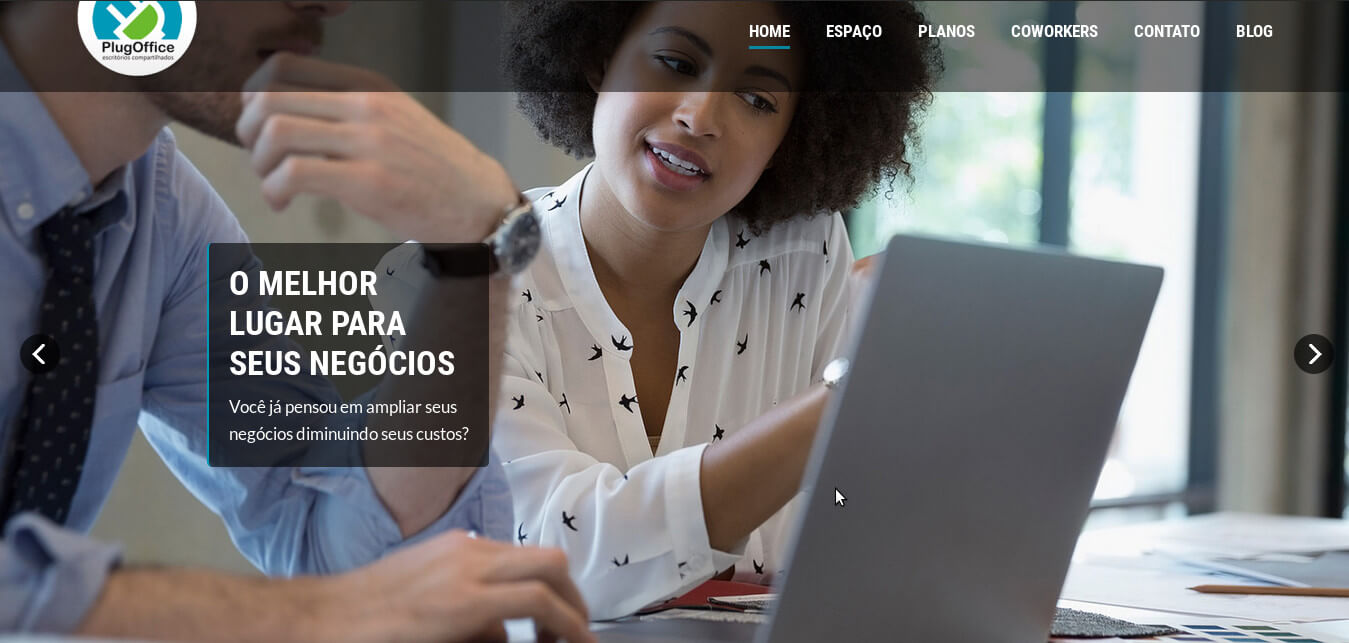 PlugOffice
escritórios compartilhados
HOME ESPAÇO PLANOS COWORKERS CONTATO BLOG
O MELHOR
LUGAR PARA
SEUS NEGÓCIOS
Você já pensou em ampliar seus
negócios diminuindo seus custos?